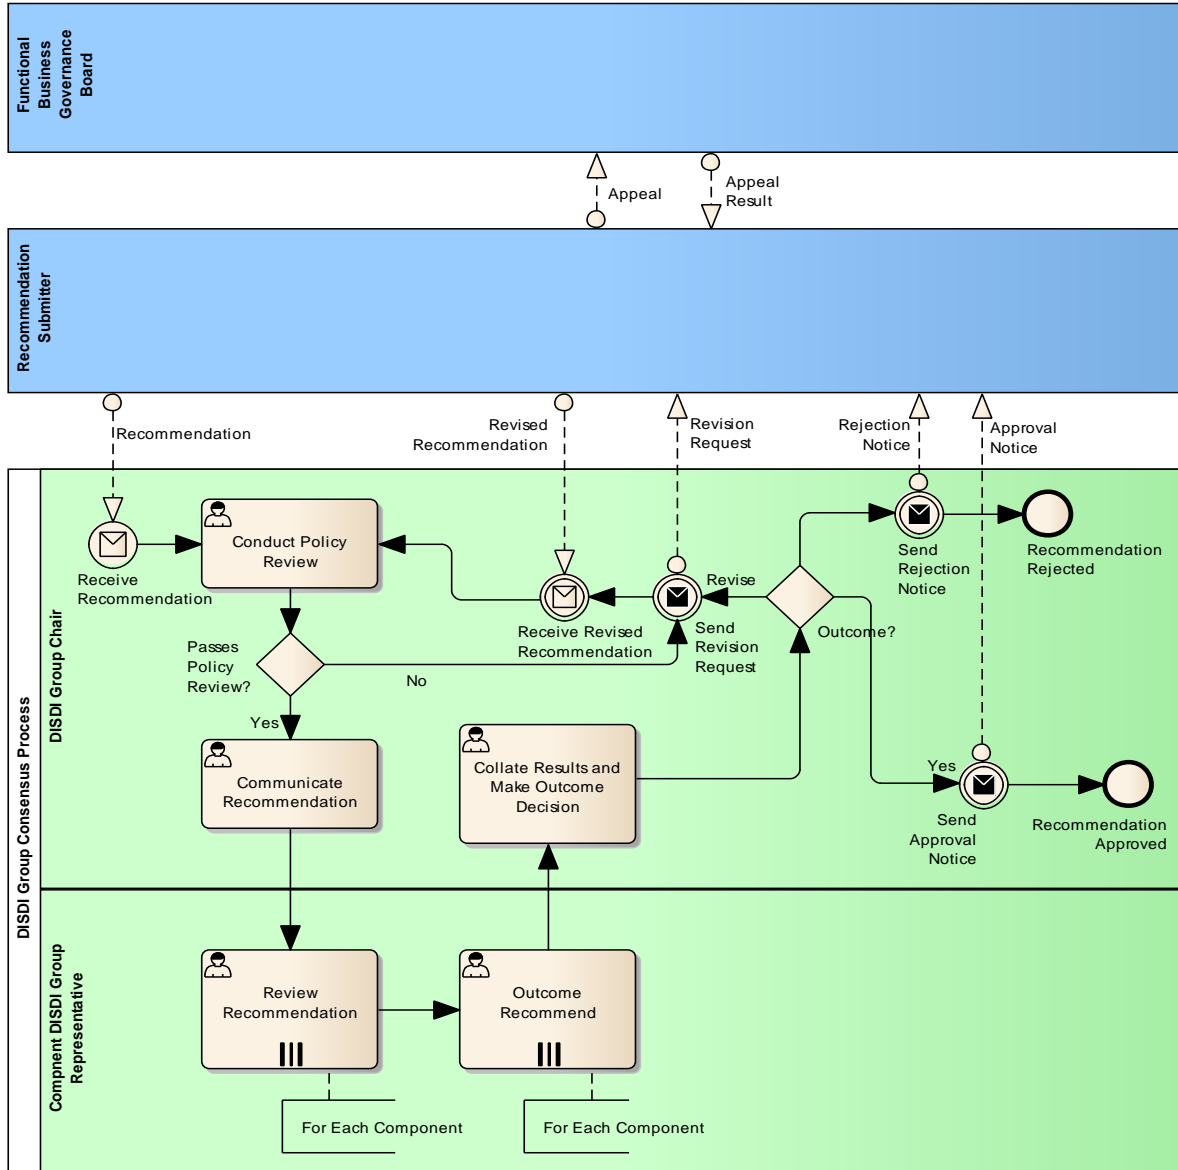 Functional
Business
Governance
Board
Appeal
Appeal
Result
Recommendation
Submitter
Recommendation
Revised
Recommendation
Revision
Request
Rejection
Notice
Approval
Notice
DISDI Group Consensus Process
DISDI Group Chair
Receive
Recommendation
Conduct Policy
Review
Receive Revised
Recommendation
Revise
Send
Revision
Request
Outcome?
Send
Rejection
Notice
Recommendation
Rejected
Passes
Policy
Review?
No
Yes
Communicate
Recommendation
Collate Results and
Make Outcome
Decision
Yes
Send
Approval
Notice
Recommendation
Approved
Compnent DISDI Group
Representative
Review
Recommendation
Outcome
Recommend
For Each Component
For Each Component